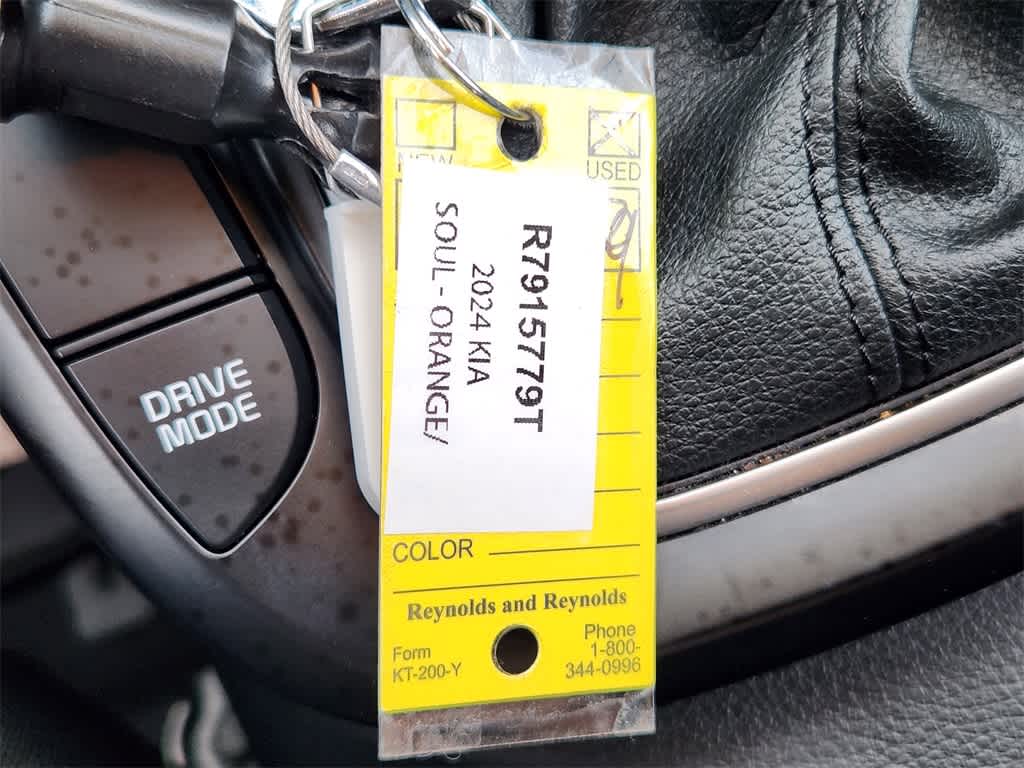 NEW
USED
R7915779T
2024 KIA
SOUL - ORANGE/
COLOR
Reynolds and Reynolds
Form
KT-200-Y
Phone
1-800-
344-0996
DRIVE
MODE